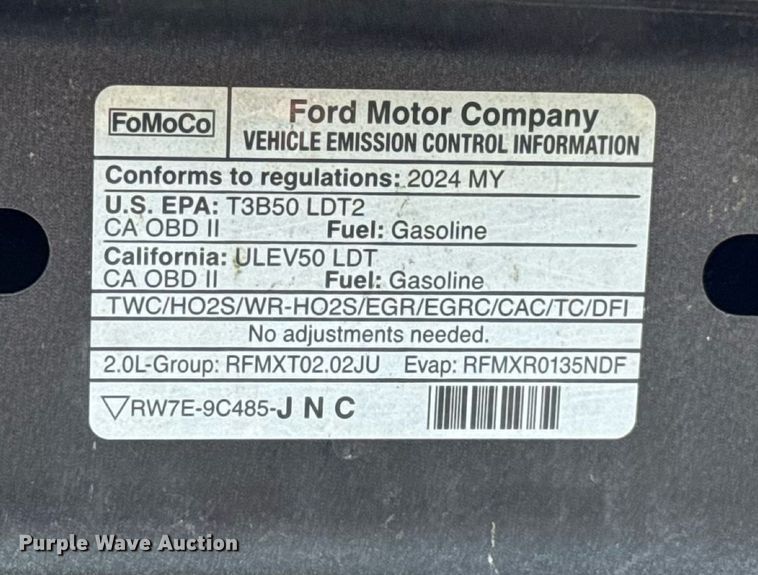 FoMoCo
Ford Motor Company
VEHICLE EMISSION CONTROL INFORMATION
Conforms to regulations: 2024 MY
U.S. EPA: T3B50 LDT2
CA OBD II Fuel: Gasoline
California: ULEV50 LDT
CA OBD II Fuel: Gasoline
TWC/HO2S/WR-HO2S/EGR/EGRC/CAC/TC/DFI
No adjustments needed.
2.0L-Group: RFMXT02.02JU Evap: RFMXR0135NDF
▽RW7E-9C485-J N C
Purple Wave Auction